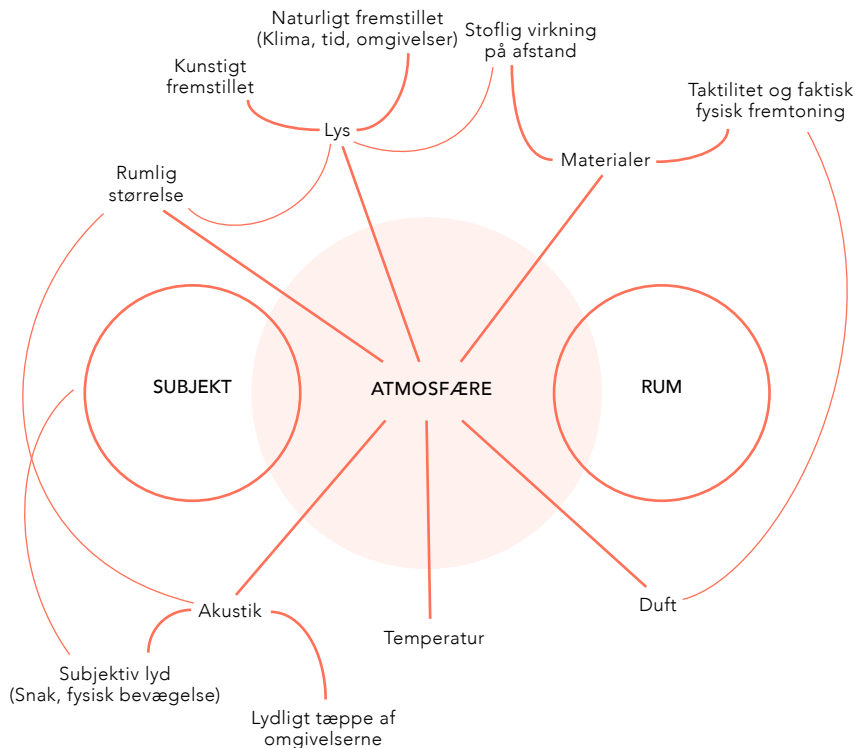 Naturligt fremstillet
(Klima, tid, omgivelser)
Stoflig virkning
på afstand
Kunstigt
fremstillet
Taktilitet og faktisk
fysisk fremtoning
Lys
Materialer
Rumlig
størrelse
SUBJEKT
ATMOSFÆRE
RUM
Akustik
Duft
Temperatur
Subjektiv lyd
(Snak, fysisk bevægelse)
Lydligt tæppe af
omgivelserne